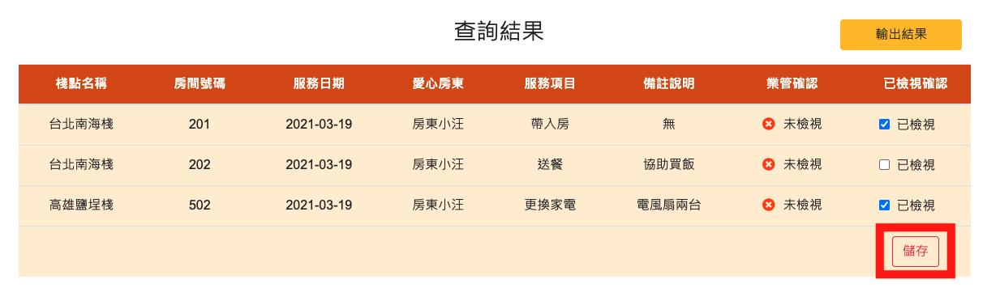 查詢結果
輸出結果
棧點名稱 房間號碼 服務日期 愛心房東 服務項目 備註說明 業管確認 已檢視確認
台北南海棧 201 2021-03-19 房東小汪 帶入房 無 未檢視 已檢視
台北南海棧 202 2021-03-19 房東小汪 送餐 協助買飯 未檢視 已檢視
高雄鹽埕棧 502 2021-03-19 房東小汪 更換家電 電風扇兩台 未檢視 已檢視
儲存